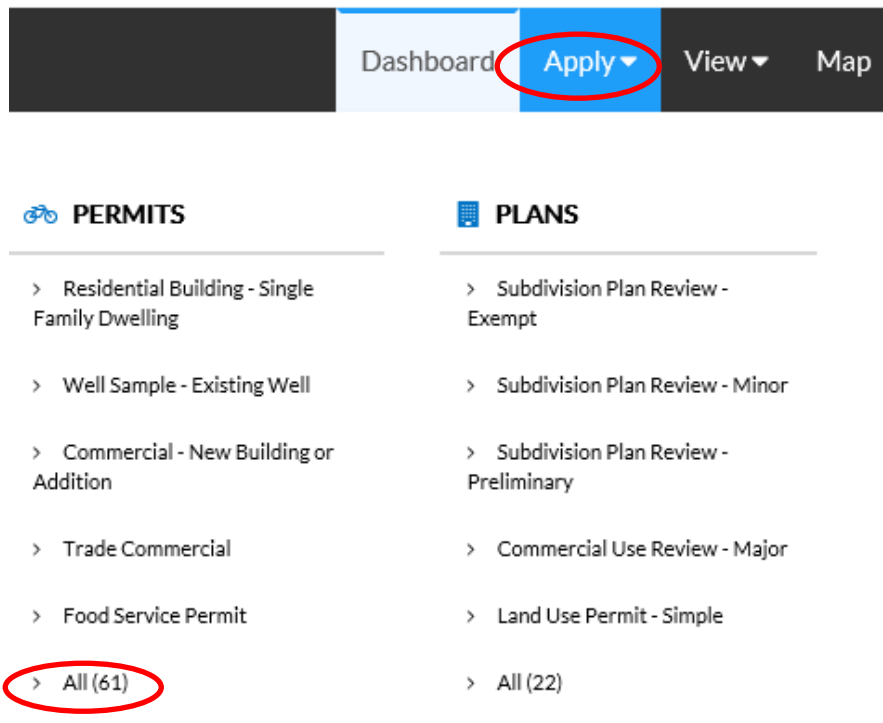 Dashboard Apply View Map
PERMITS
> Residential Building - Single
Family Dwelling
> Well Sample - Existing Well
> Commercial - New Building or
Addition
> Trade Commercial
> Food Service Permit
> All (61)
PLANS
> Subdivision Plan Review -
Exempt
> Subdivision Plan Review - Minor
> Subdivision Plan Review -
Preliminary
> Commercial Use Review - Major
> Land Use Permit - Simple
> All (22)